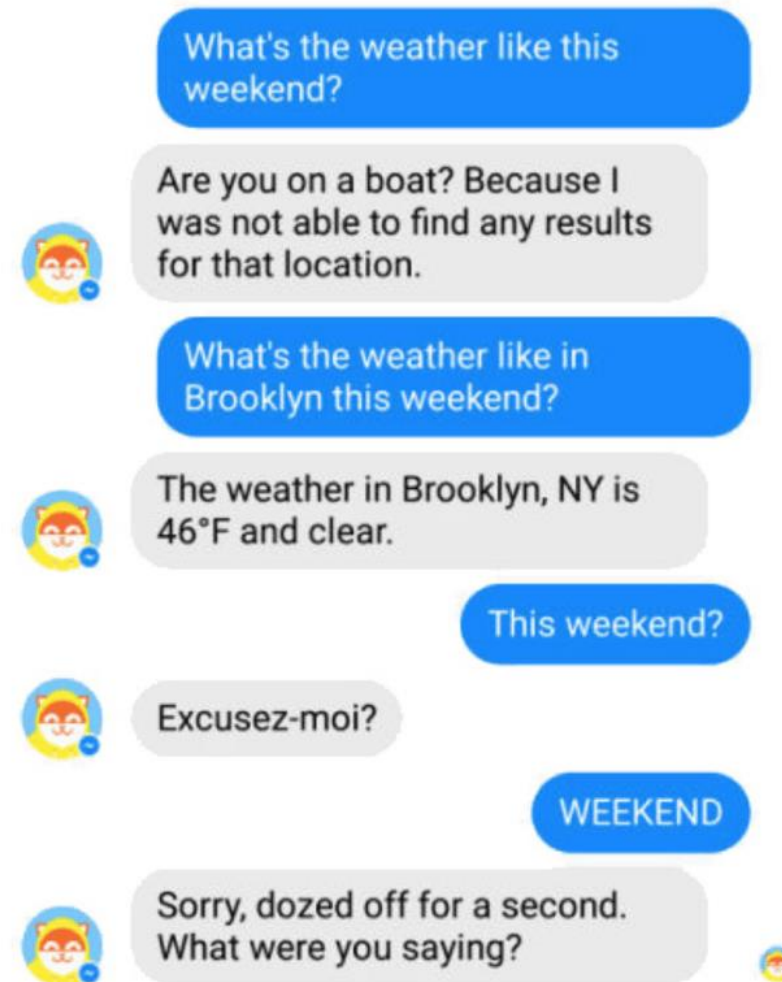 What's the weather like this
weekend?
Are you on a boat? Because I
was not able to find any results
for that location.
What's the weather like in
Brooklyn this weekend?
The weather in Brooklyn, NY is
46°F and clear.
This weekend?
Excusez-moi?
WEEKEND
Sorry, dozed off for a second.
What were you saying?